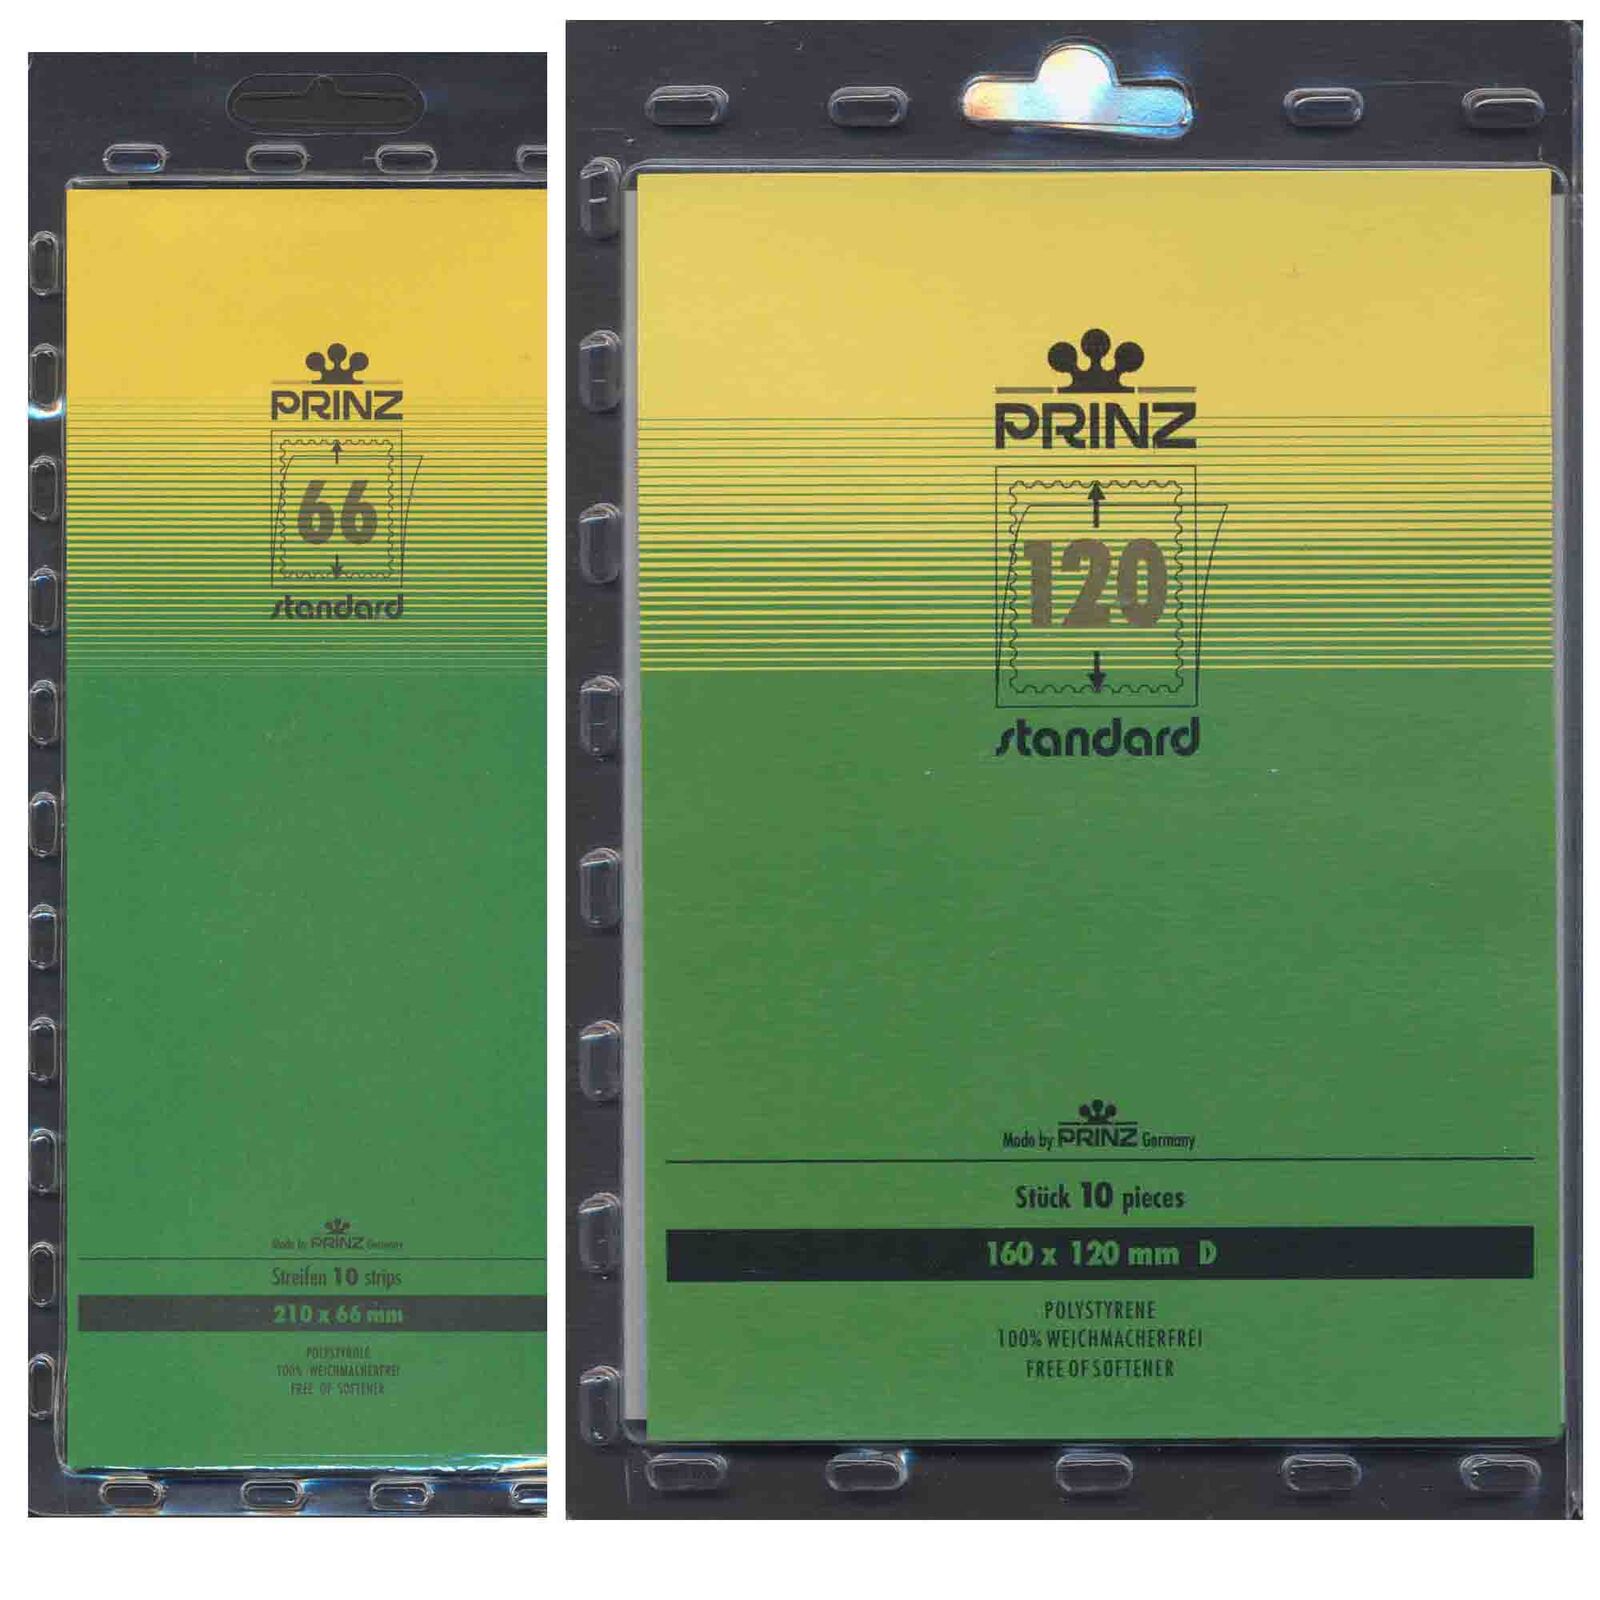 PRINZ
66
standard
Made by PRINZ Germany
Streifen 10 strips
210 x 66 mm
POLYSTYROLE
100% WEICHMACHERFREI
FREE OF SOFTENER
PRINZ
120
standard
Made by PRINZ Germany
Stück 10 pieces
160 x 120 mm D
POLYSTYRENE
100% WEICHMACHERFREI
FREE OF SOFTENER